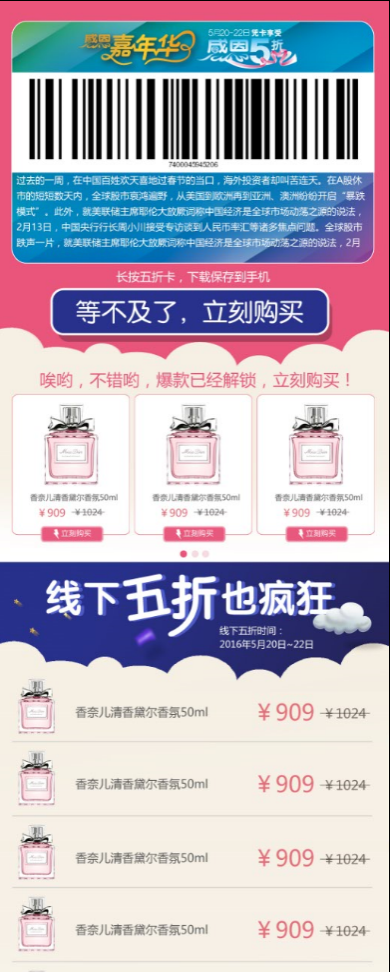 感恩嘉年华
5月20-22日凭卡享受
感恩5折
7400045645206
过去的一周，在中国百姓欢天喜地过春节的当口，海外投资者却叫苦连天。在A股休
市的短短数天内，全球股市哀鸿遍野，从美国到欧洲再到亚洲、澳洲纷纷开启“暴跌
模式”。此外，就美联储主席耶伦大放厥词称中国经济是全球市场动荡之源的说法，
2月13日，中国央行行长周小川接受专访谈到人民币率汇等诸多焦点问题。全球股市
跌声一片，就美联储主席耶伦大放厥词称中国经济是全球市场动荡之源的说法，2月
长按五折卡，下载保存到手机
等不及了，立刻购买
唉哟，不错哟，爆款已经解锁，立刻购买！
香奈儿清香黛尔香氛50ml
￥909 ￥1024
立刻购买
香奈儿清香黛尔香氛50ml
￥909 ￥1024
立刻购买
香奈儿清香黛尔香氛50ml
￥909 ￥1024
立刻购买
线下五折也疯狂
线下五折时间：
2016年5月20日~22日
香奈儿清香黛尔香氛50ml ￥909 ￥1024
香奈儿清香黛尔香氛50ml ￥909 ￥1024
香奈儿清香黛尔香氛50ml ￥909 ￥1024
香奈儿清香黛尔香氛50ml ￥909 ￥1024